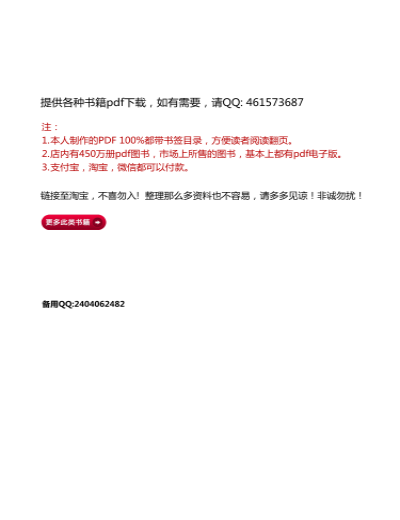 提供各种书籍pdf下载，如有需要，请QQ: 461573687
注：
1.本人制作的PDF 100%都带书签目录，方便读者阅读翻页。
2.店内有450万册pdf图书，市场上所售的图书，基本上都有pdf电子版。
3.支付宝，淘宝，微信都可以付款。
链接至淘宝，不喜勿入! 整理那么多资料也不容易，请多多见谅！非诚勿扰！
更多此类书籍
备用QQ:2404062482